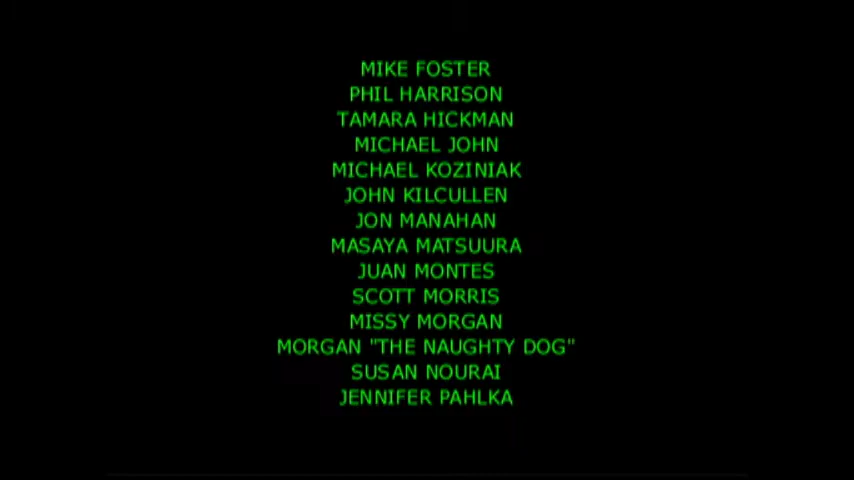 MIKE FOSTER
PHIL HARRISON
TAMARA HICKMAN
MICHAEL JOHN
MICHAEL KOZINIAK
JOHN KILCULLEN
JON MANAHAN
MASAYA MATSUURA
JUAN MONTES
SCOTT MORRIS
MISSY MORGAN
MORGAN "THE NAUGHTY DOG"
SUSAN NOURAI
JENNIFER PAHLKA